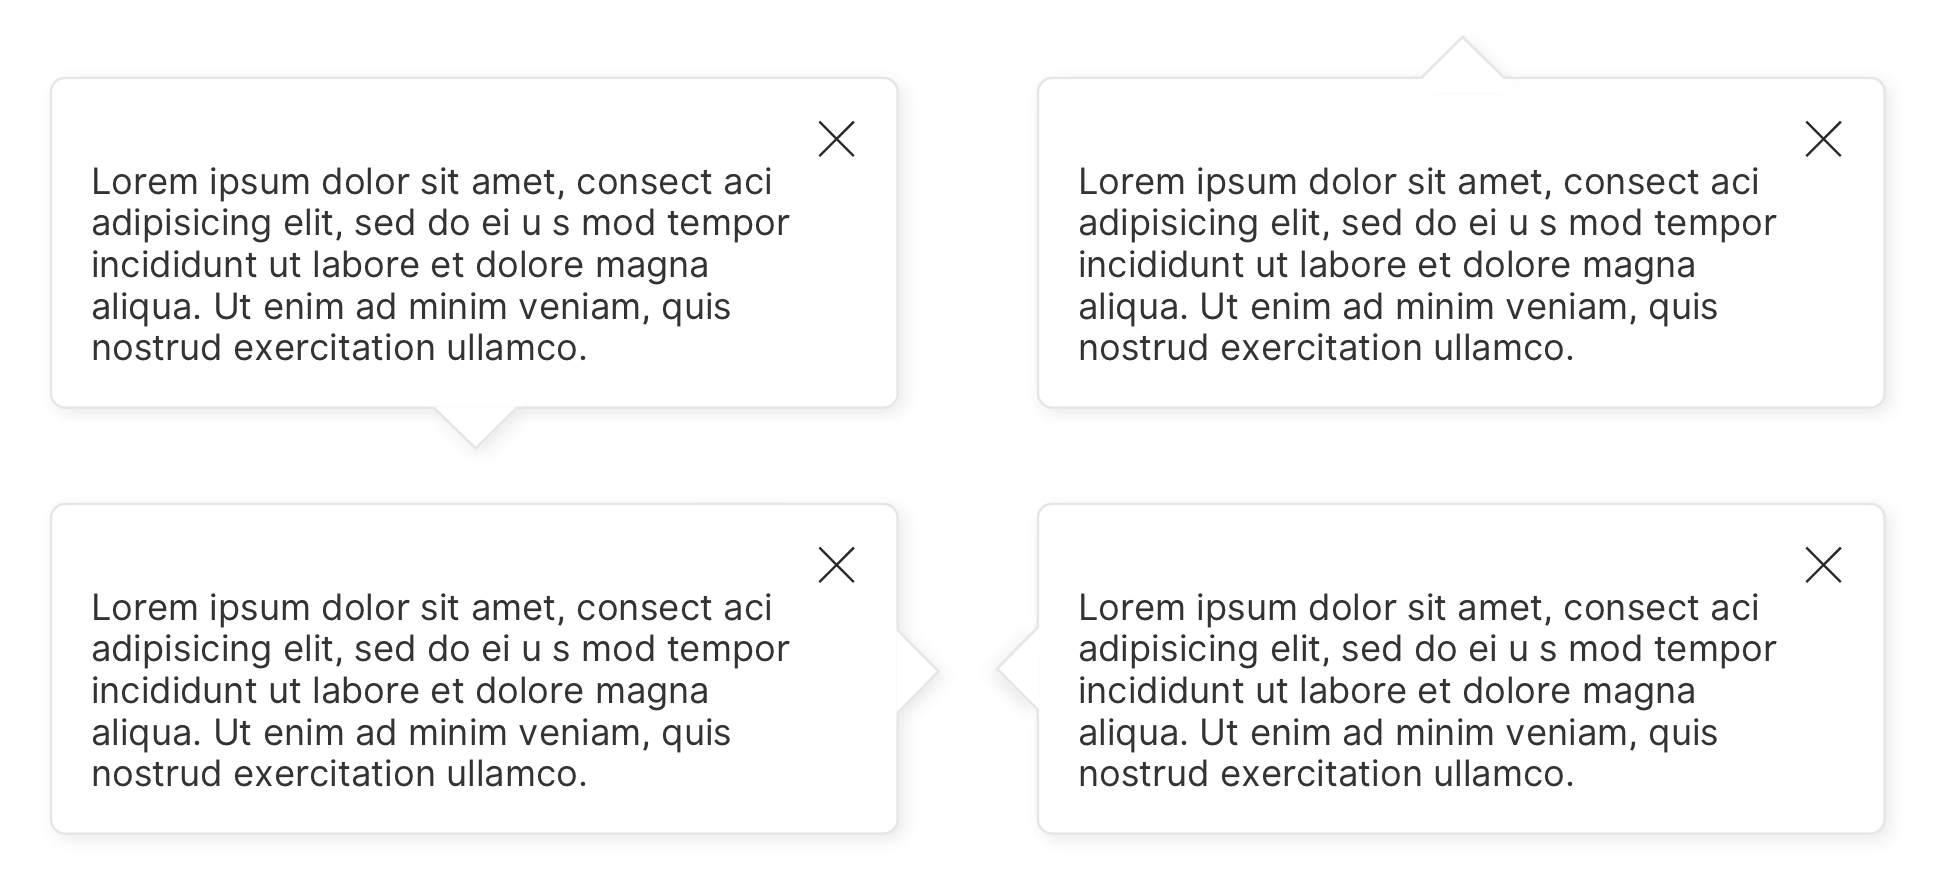 Lorem ipsum dolor sit amet, consect aci
adipisicing elit, sed do ei u s mod tempor
incididunt ut labore et dolore magna
aliqua. Ut enim ad minim veniam, quis
nostrud exercitation ullamco.
Lorem ipsum dolor sit amet, consect aci
adipisicing elit, sed do ei u s mod tempor
incididunt ut labore et dolore magna
aliqua. Ut enim ad minim veniam, quis
nostrud exercitation ullamco.
Lorem ipsum dolor sit amet, consect aci
adipisicing elit, sed do ei u s mod tempor
incididunt ut labore et dolore magna
aliqua. Ut enim ad minim veniam, quis
nostrud exercitation ullamco.
Lorem ipsum dolor sit amet, consect aci
adipisicing elit, sed do ei u s mod tempor
incididunt ut labore et dolore magna
aliqua. Ut enim ad minim veniam, quis
nostrud exercitation ullamco.